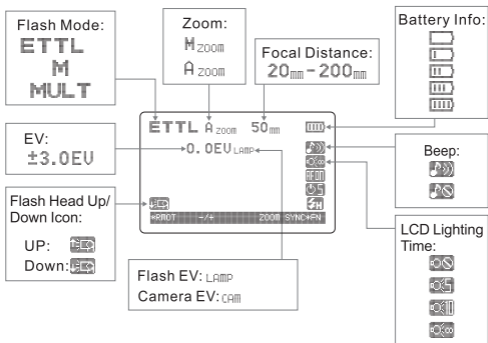 Flash Mode:
ETTL
M
MULT
Zoom:
M ZOOM
A ZOOM
Focal Distance:
20mm-200mm
Battery Info:
EV:
±3.0EV
ETTL A ZOOM 50mm
0.0EV LAMP
*RMOT -/+ ZOOM SYNC*FN
Beep:
Flash Head Up/
Down Icon:
UP:
Down:
Flash EV: LAMP
Camera EV: CAM
LCD Lighting
Time: